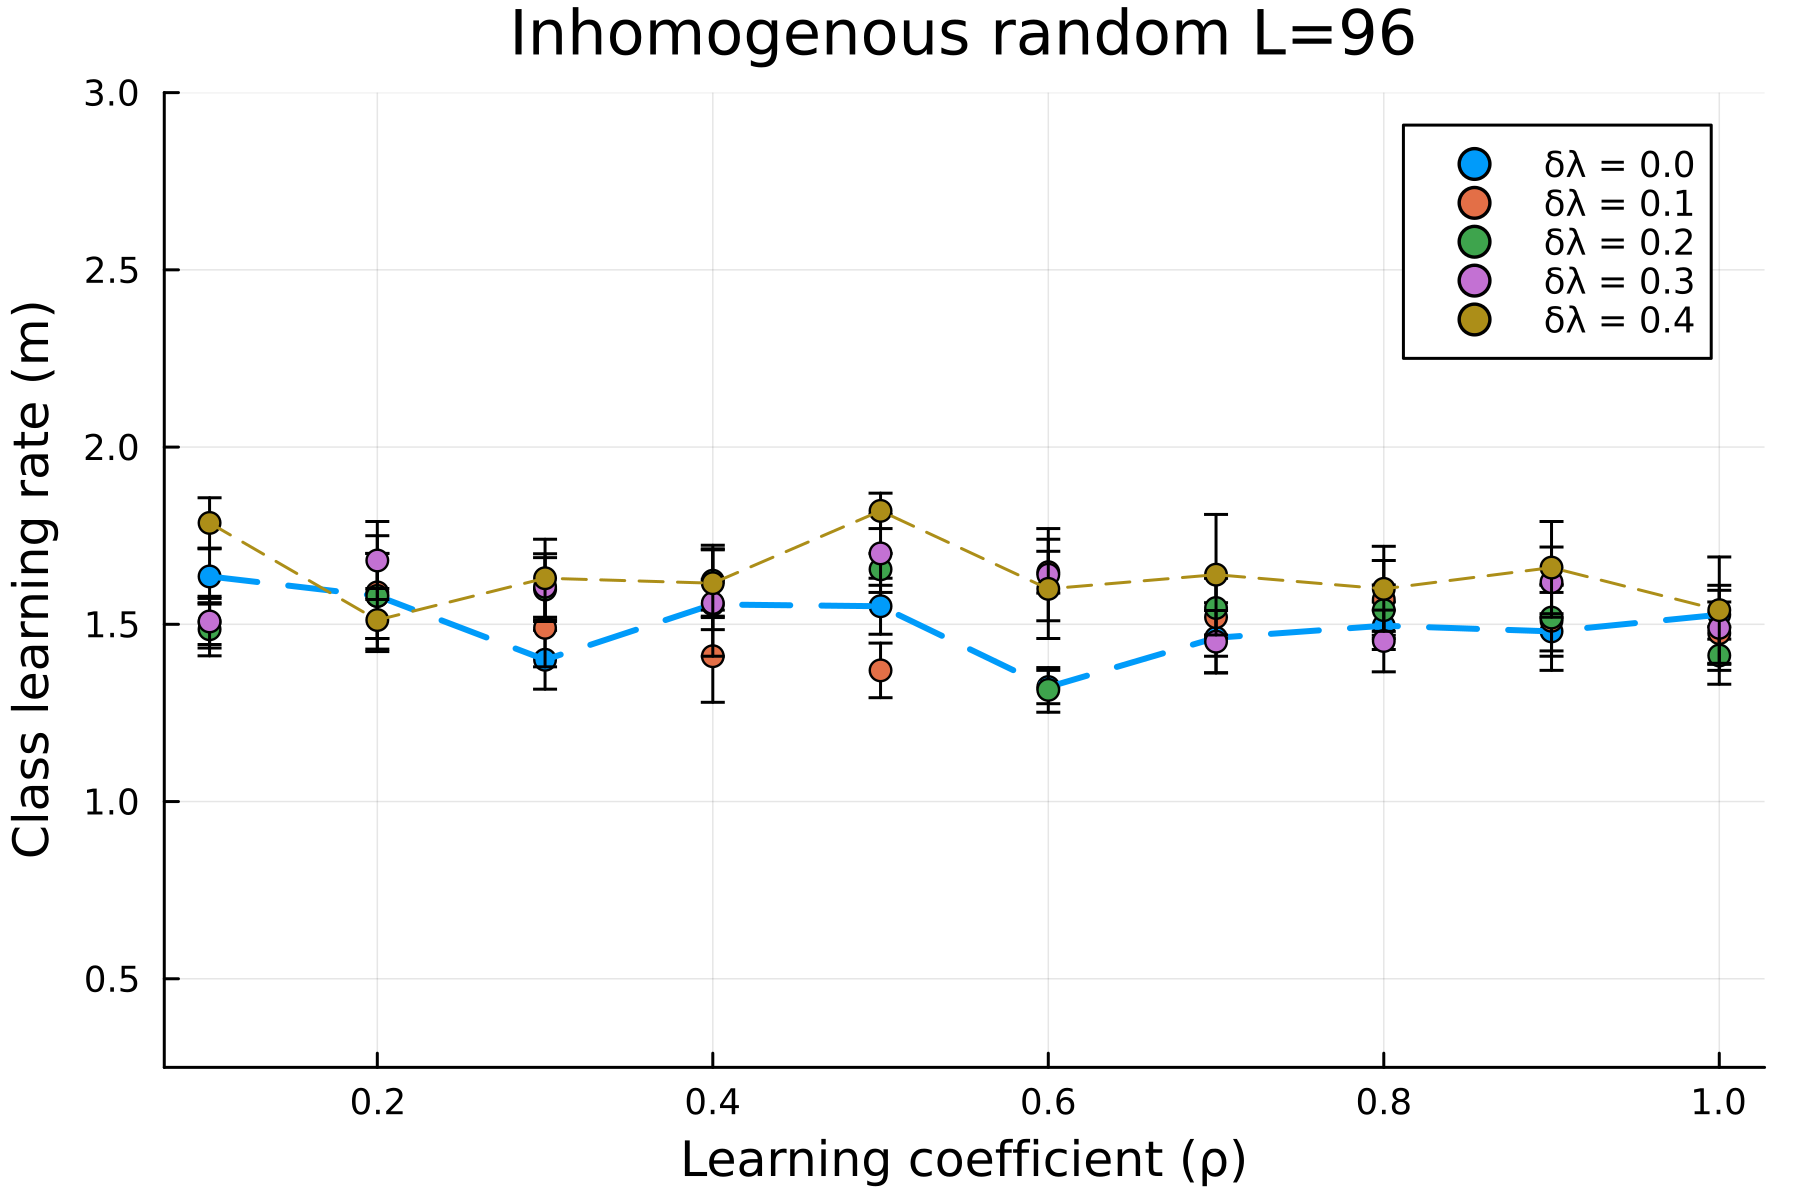 Inhomogenous random L=96
3.0
2.5
2.0
1.5
1.0
0.5
Class learning rate (m)
δλ = 0.0
δλ = 0.1
δλ = 0.2
δλ = 0.3
δλ = 0.4
0.2 0.4 0.6 0.8 1.0
Learning coefficient (ρ)